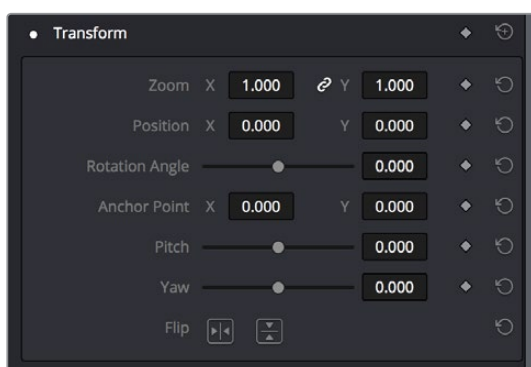 Transform
Zoom X 1.000 Y 1.000
Position X 0.000 Y 0.000
Rotation Angle 0.000
Anchor Point X 0.000 Y 0.000
Pitch 0.000
Yaw 0.000
Flip